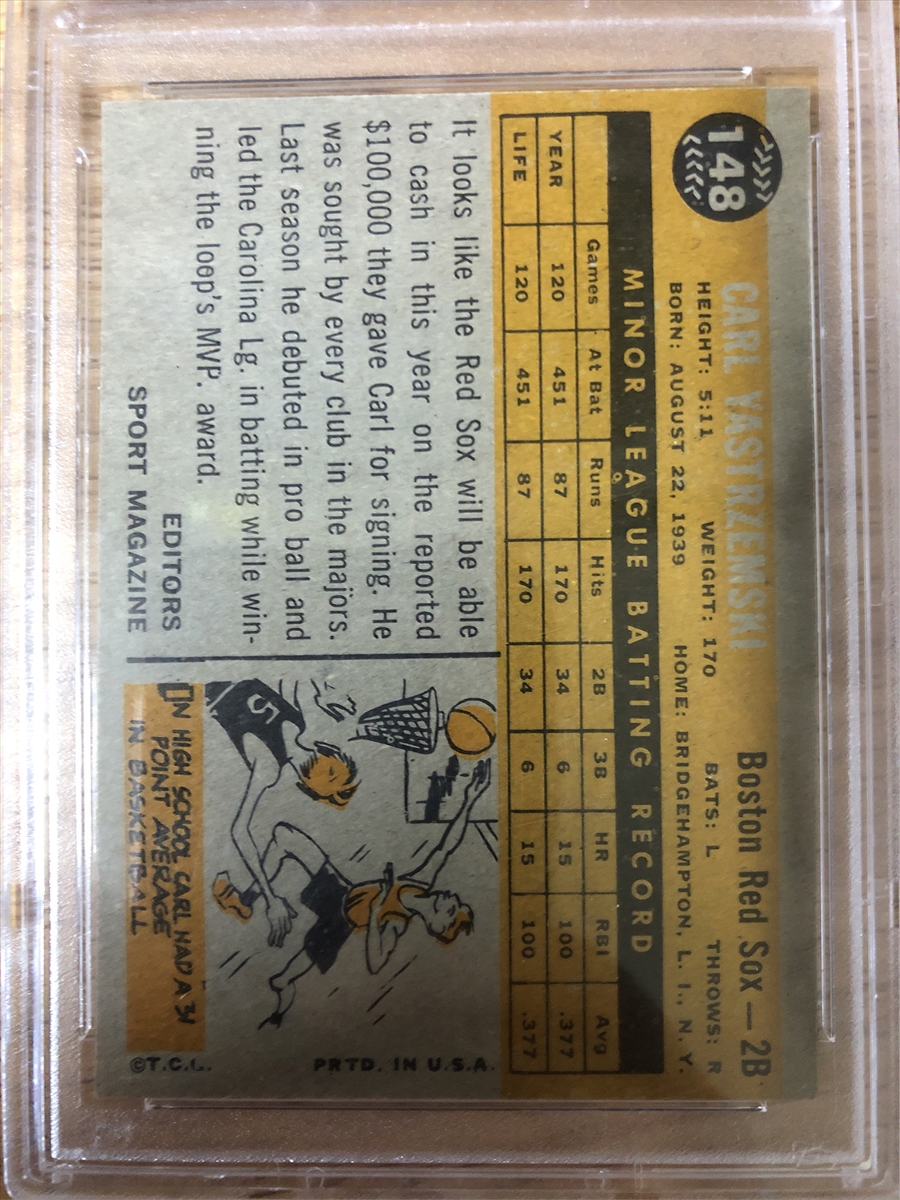 148
CARL YASTRZEMSKI Boston Red Sox — 2B
HEIGHT: 5:11 WEIGHT: 170 BATS: L THROWS: R
BORN: AUGUST 22, 1939 HOME: BRIDGEHAMPTON, L. I., N. Y.
MINOR LEAGUE BATTING RECORD
Games At Bat Runs Hits 2B 3B HR RBI Avg
YEAR 120 451 87 170 34 6 15 100 .377
LIFE 120 451 87 170 34 6 15 100 .377
It looks like the Red Sox will be able
to cash in this year on the reported
$100,000 they gave Carl for signing. He
was sought by every club in the majors.
Last season he debuted in pro ball and
led the Carolina Lg. in batting while win-
ning the loop's MVP. award.
EDITORS
SPORT MAGAZINE
5
IN HIGH SCHOOL CARL HAD A 31
POINT AVERAGE
IN BASKETBALL
PRTD. IN U.S.A.
©T.C.G.